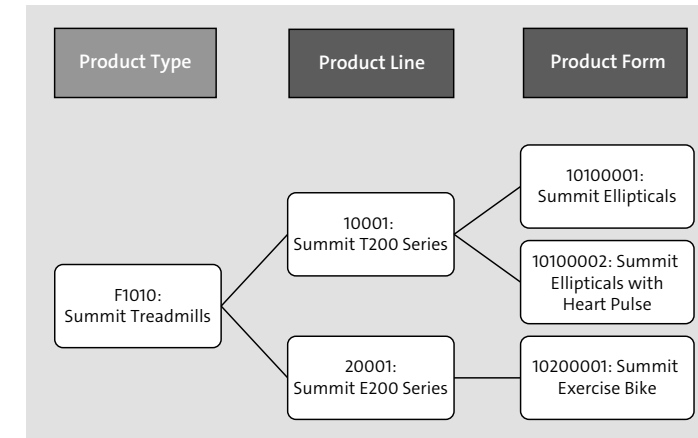 Product Type
Product Line
Product Form
F1010:
Summit Treadmills
10001:
Summit T200 Series
20001:
Summit E200 Series
10100001:
Summit Ellipticals
10100002: Summit
Ellipticals with
Heart Pulse
10200001: Summit
Exercise Bike